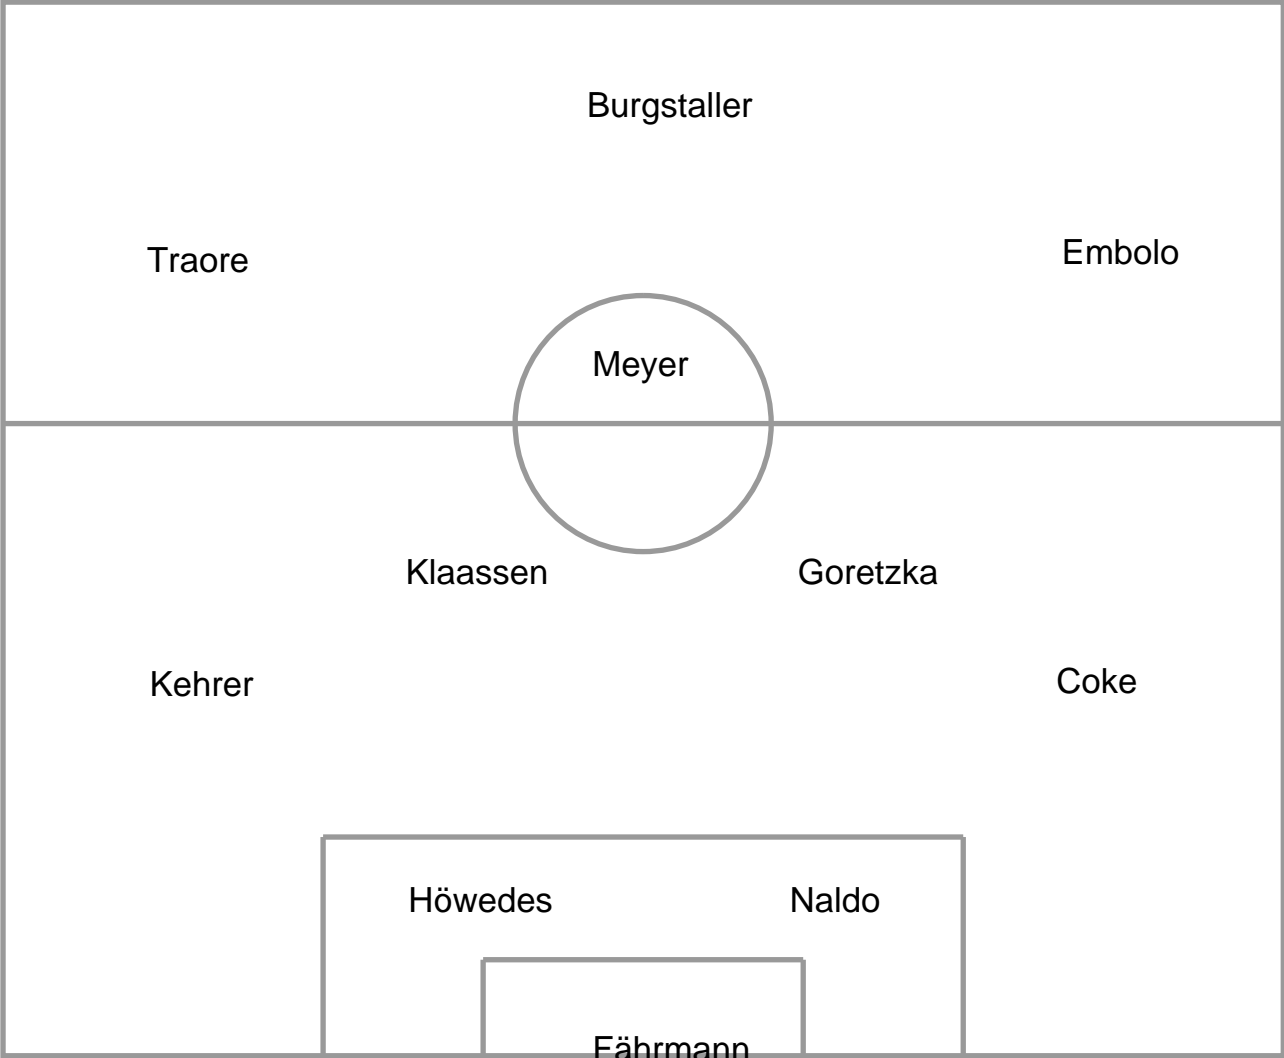 Burgstaller
Traore
Embolo
Meyer
Klaassen
Goretzka
Kehrer
Coke
Höwedes
Naldo
Fährmann